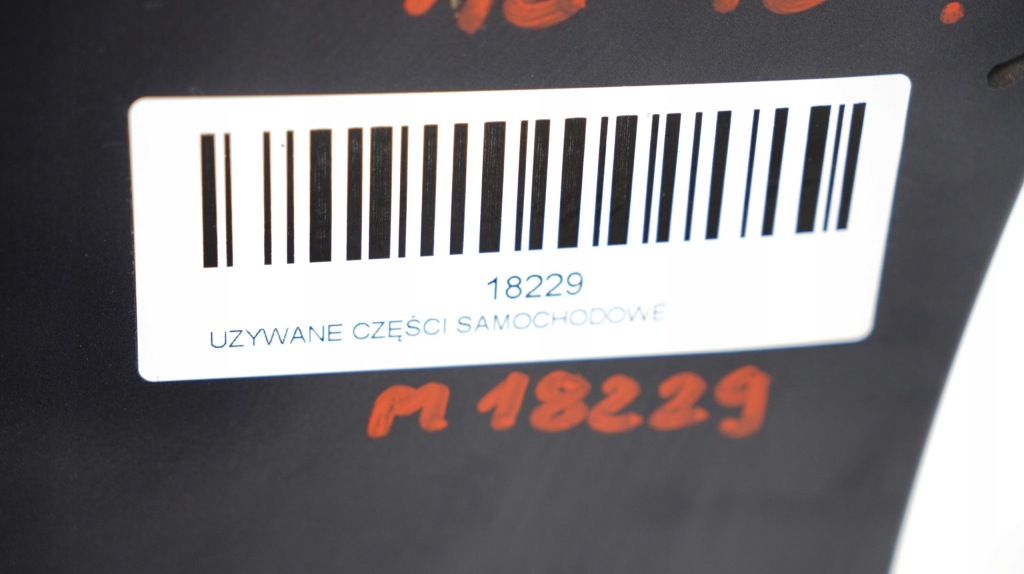 18229
UZYWANE CZĘŚCI SAMOCHODOWE
M 18229